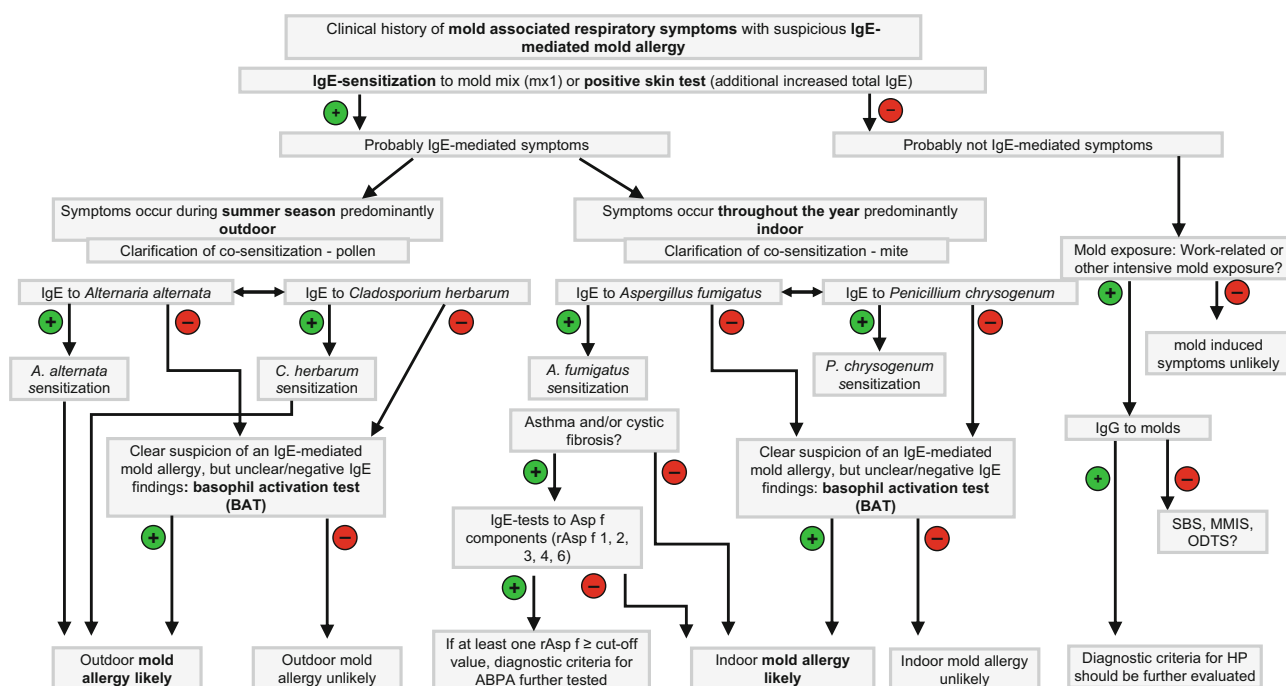 Clinical history of mold associated respiratory symptoms with suspicious IgE-
mediated mold allergy
IgE-sensitization to mold mix (mx1) or positive skin test (additional increased total IgE)
+
−
Probably IgE-mediated symptoms
Probably not IgE-mediated symptoms
Symptoms occur during summer season predominantly
outdoor
Clarification of co-sensitization - pollen
Symptoms occur throughout the year predominantly
indoor
Clarification of co-sensitization - mite
Mold exposure: Work-related or
other intensive mold exposure?
IgE to Alternaria alternata
IgE to Cladosporium herbarum
IgE to Aspergillus fumigatus
IgE to Penicillium chrysogenum
+
−
+
−
+
−
+
−
+
−
A. alternata
sensitization
C. herbarum
sensitization
A. fumigatus
sensitization
P. chrysogenum
sensitization
mold induced
symptoms unlikely
Clear suspicion of an IgE-mediated
mold allergy, but unclear/negative IgE
findings: basophil activation test
(BAT)
Asthma and/or cystic
fibrosis?
Clear suspicion of an IgE-mediated
mold allergy, but unclear/negative IgE
findings: basophil activation test
(BAT)
IgG to molds
+
−
+
−
IgE-tests to Asp f
components
(rAsp f 1, 2,
3, 4, 6)
SBS, MMIS,
ODTS?
+
−
+
−
+
−
Outdoor mold
allergy likely
Outdoor mold
allergy unlikely
If at least one rAsp f ≥ cut-off
value, diagnostic criteria for
ABPA further tested
Indoor mold allergy
likely
Indoor mold allergy
unlikely
Diagnostic criteria for HP
should be further evaluated